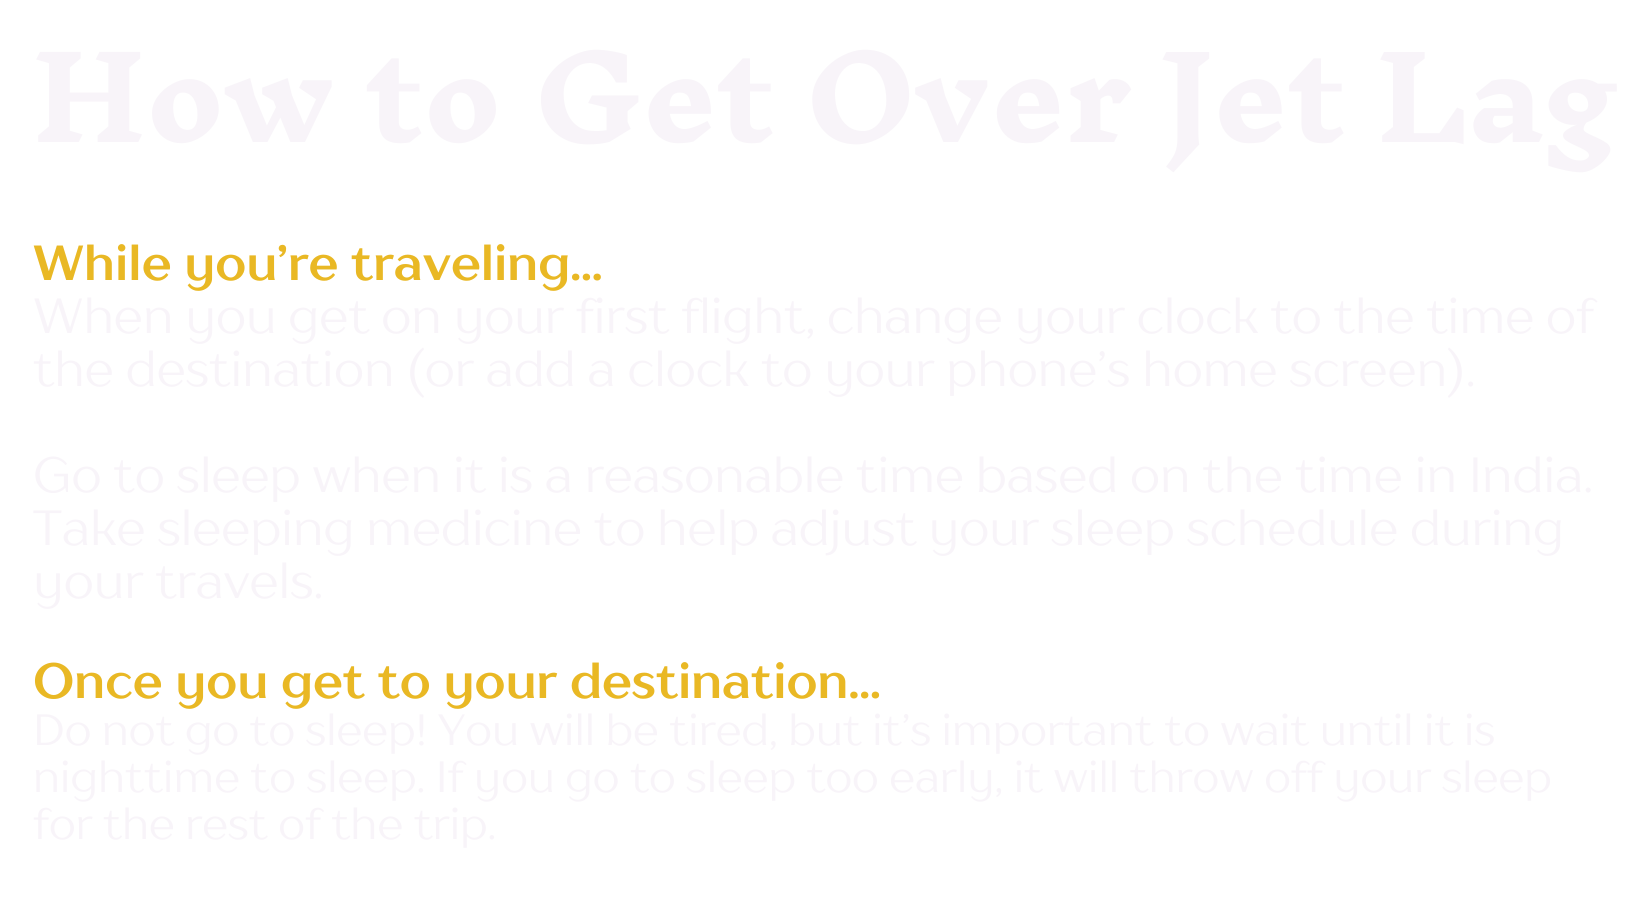 How to Get Over Jet Lag
While you’re traveling...
When you get on your first flight, change your clock to the time of
the destination (or add a clock to your phone’s home screen).
Go to sleep when it is a reasonable time based on the time in India.
Take sleeping medicine to help adjust your sleep schedule during
your travels.
Once you get to your destination...
Do not go to sleep! You will be tired, but it’s important to wait until it is
nighttime to sleep. If you go to sleep too early, it will throw off your sleep
for the rest of the trip.